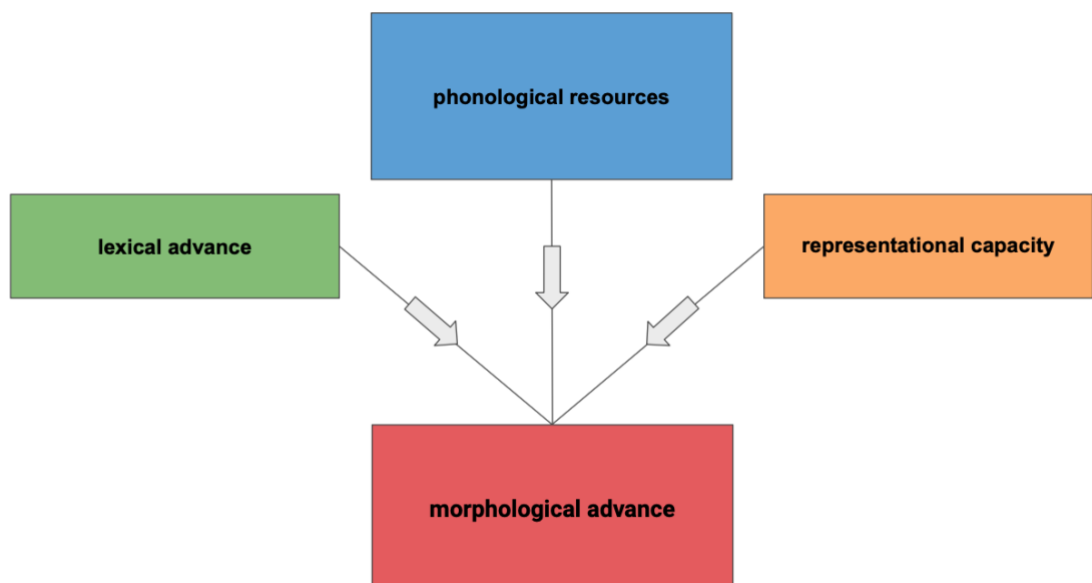 phonological resources
lexical advance
representational capacity
morphological advance